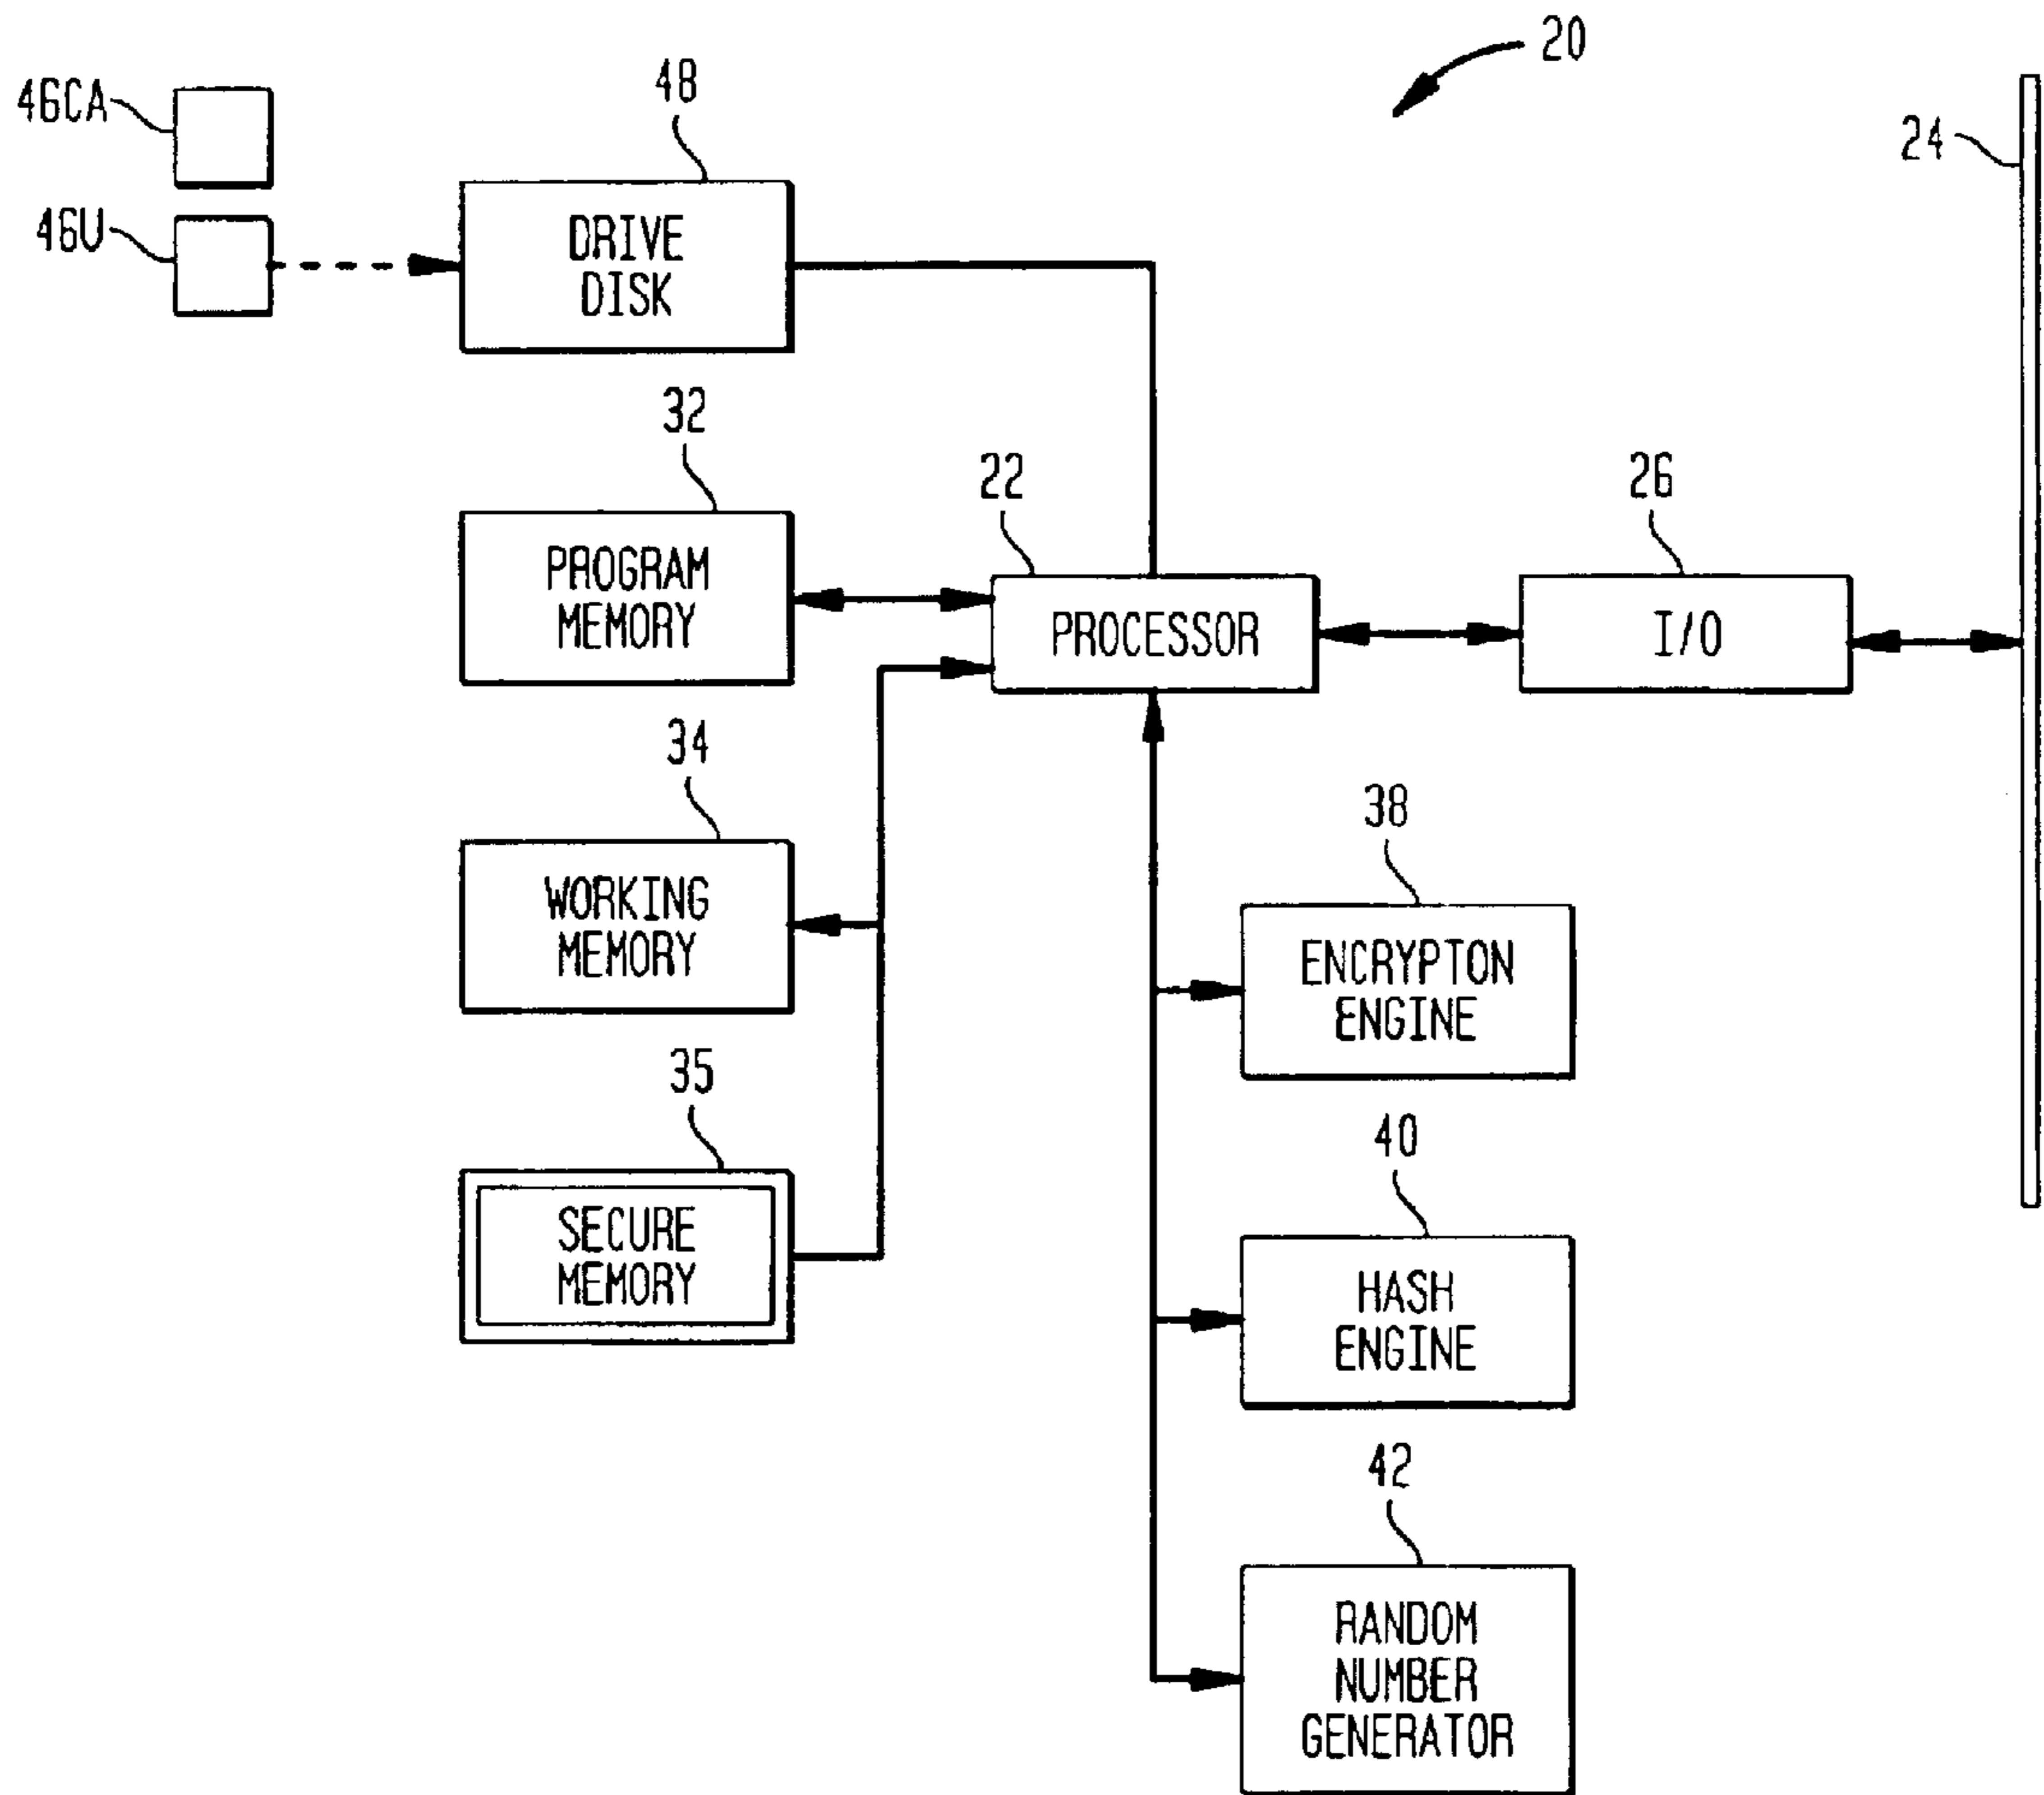 20
46CA
48
24
46U
DRIVE
DISK
32
22
26
PROGRAM
MEMORY
PROCESSOR
I/O
34
38
WORKING
MEMORY
ENCRYPTON
ENGINE
35
40
SECURE
MEMORY
HASH
ENGINE
42
RANDOM
NUMBER
GENERATOR